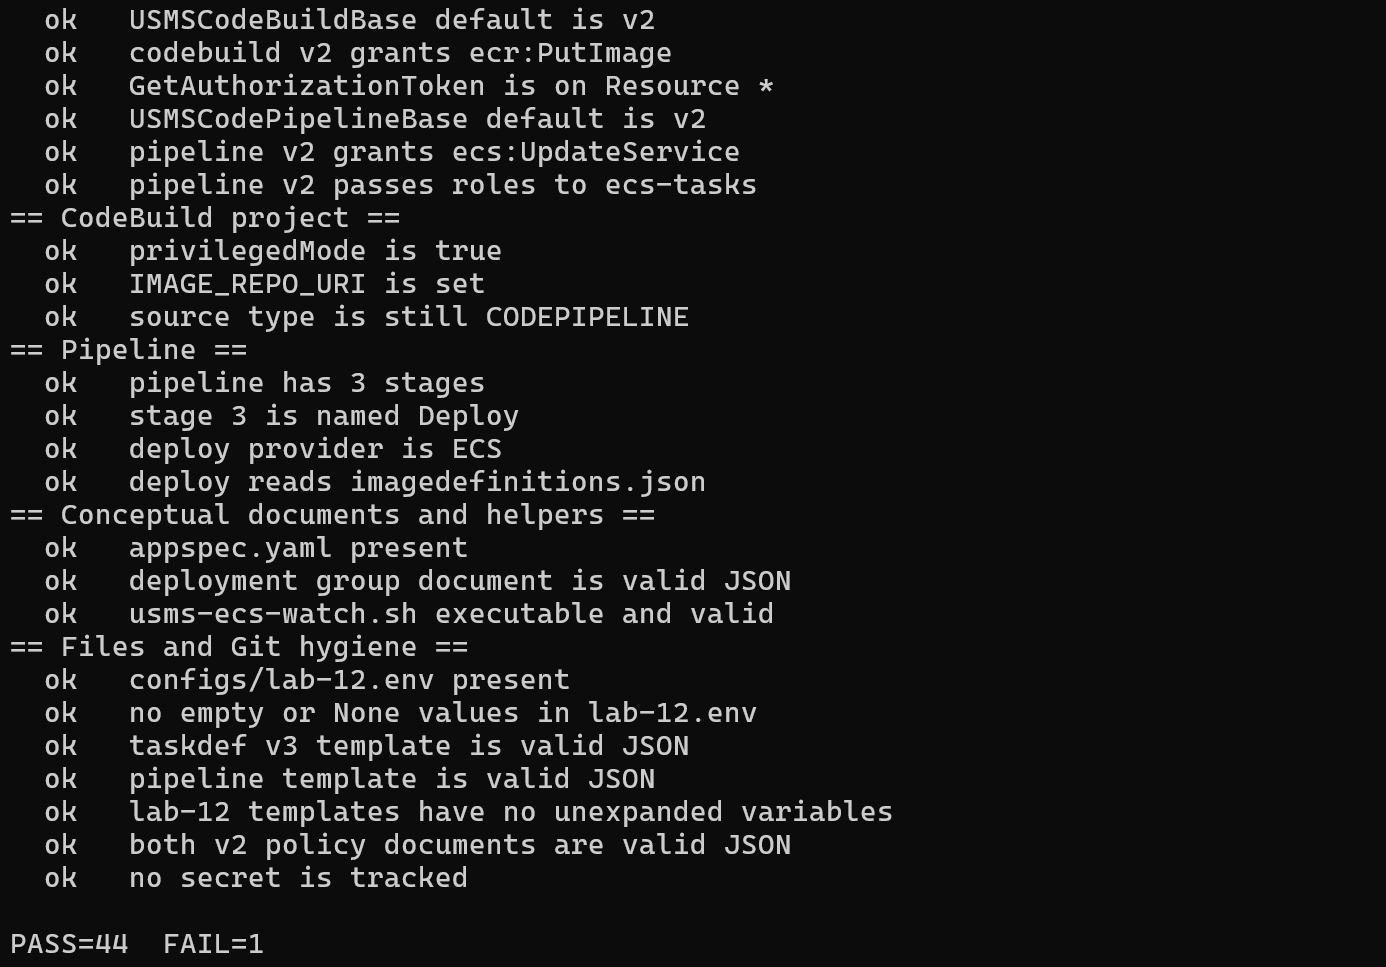 ok   USMSCodeBuildBase default is v2
ok   codebuild v2 grants ecr:PutImage
ok   GetAuthorizationToken is on Resource *
ok   USMSCodePipelineBase default is v2
ok   pipeline v2 grants ecs:UpdateService
ok   pipeline v2 passes roles to ecs-tasks
== CodeBuild project ==
ok   privilegedMode is true
ok   IMAGE_REPO_URI is set
ok   source type is still CODEPIPELINE
== Pipeline ==
ok   pipeline has 3 stages
ok   stage 3 is named Deploy
ok   deploy provider is ECS
ok   deploy reads imagedefinitions.json
== Conceptual documents and helpers ==
ok   appspec.yaml present
ok   deployment group document is valid JSON
ok   usms-ecs-watch.sh executable and valid
== Files and Git hygiene ==
ok   configs/lab-12.env present
ok   no empty or None values in lab-12.env
ok   taskdef v3 template is valid JSON
ok   pipeline template is valid JSON
ok   lab-12 templates have no unexpanded variables
ok   both v2 policy documents are valid JSON
ok   no secret is tracked
PASS=44  FAIL=1